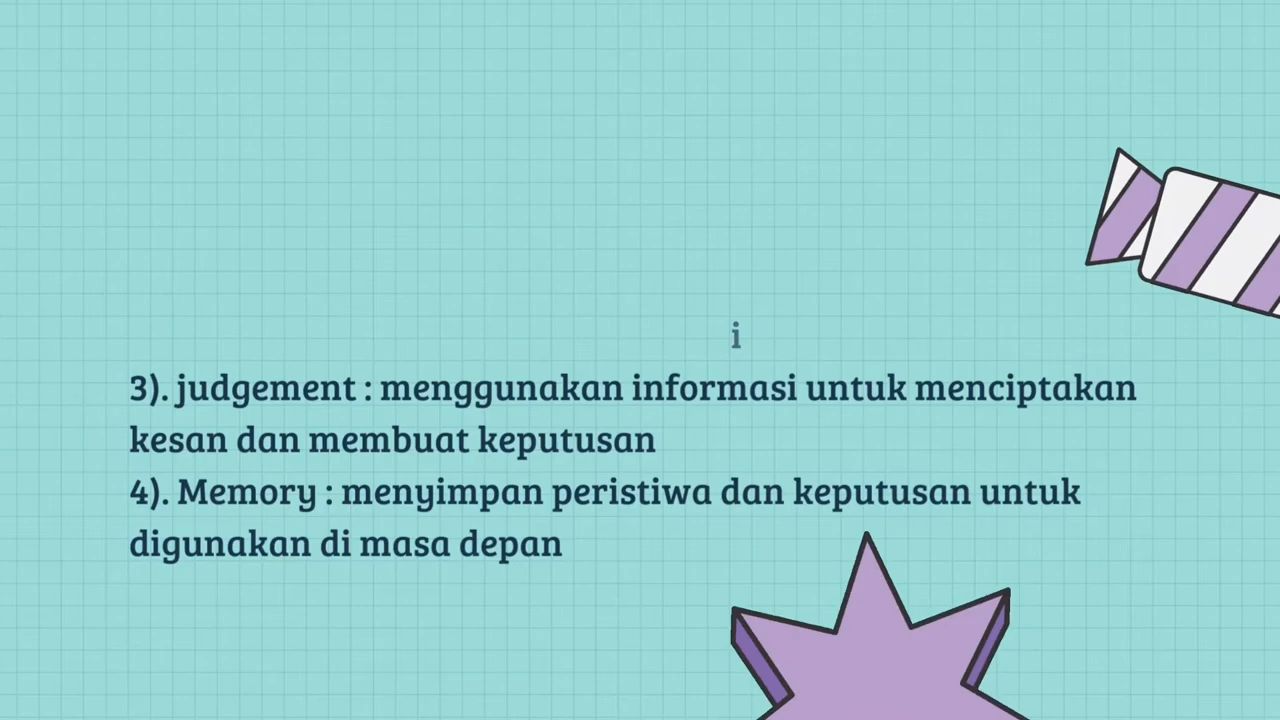 i
3). judgement : menggunakan informasi untuk menciptakan
kesan dan membuat keputusan
4). Memory : menyimpan peristiwa dan keputusan untuk
digunakan di masa depan